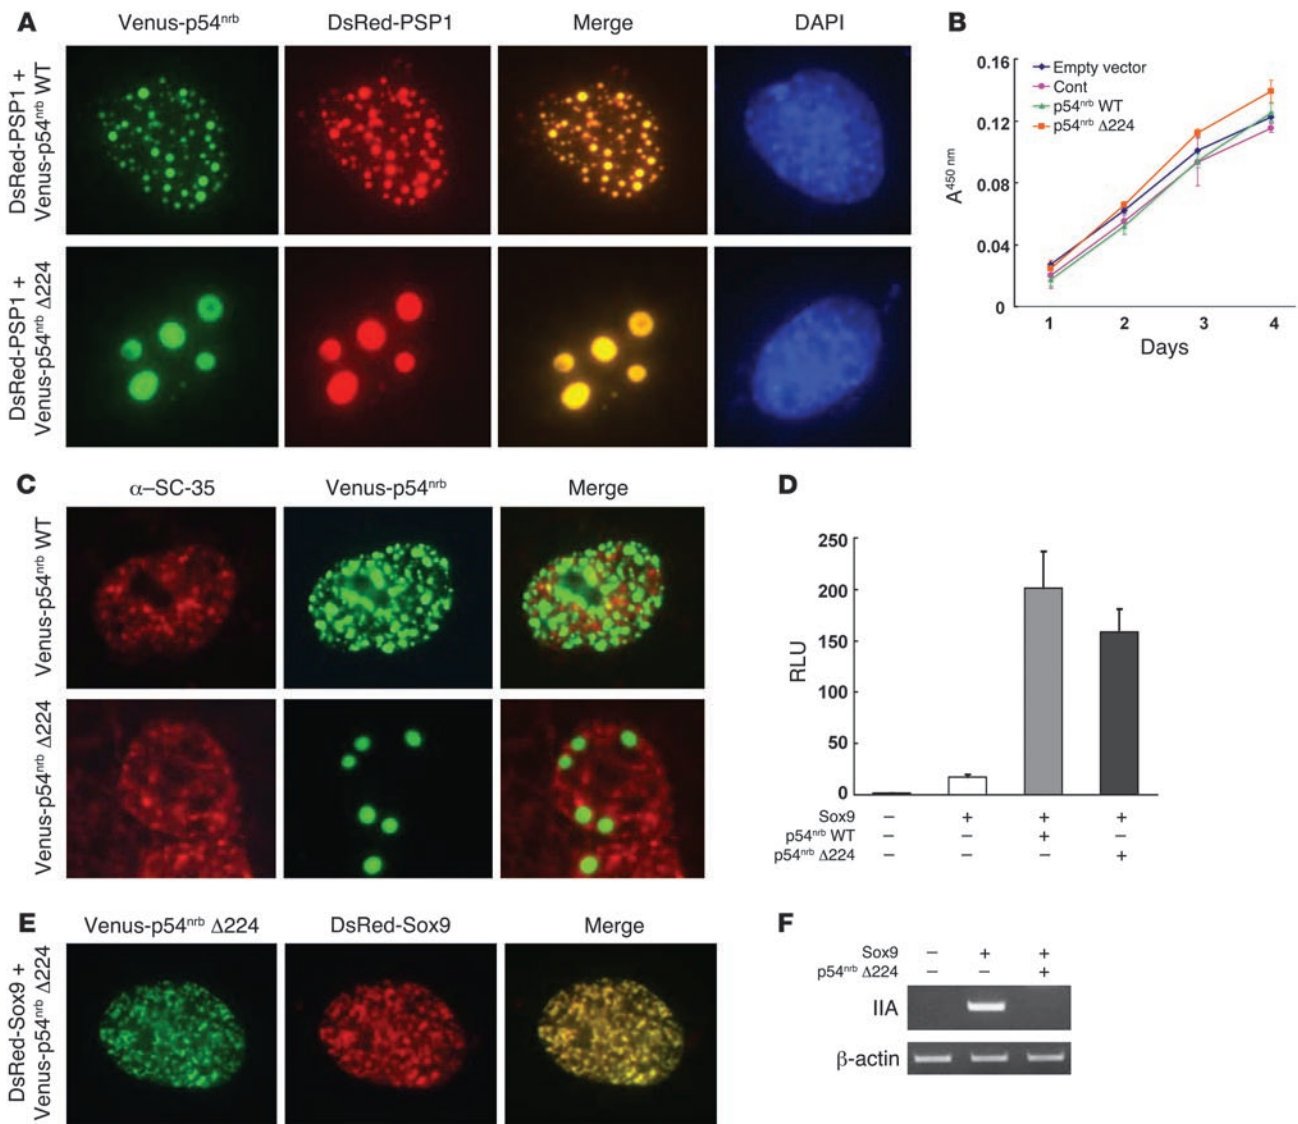 A
Venus-p54nrb
DsRed-PSP1
Merge
DAPI
DsRed-PSP1 +
Venus-p54nrb WT
DsRed-PSP1 +
Venus-p54nrb Δ224
B
0.16
0.12
0.08
0.04
0
A450 nm
Empty vector
Cont
p54nrb WT
p54nrb Δ224
1
2
3
4
Days
C
α–SC-35
Venus-p54nrb
Merge
Venus-p54nrb WT
Venus-p54nrb Δ224
D
250
200
150
100
50
0
RLU
Sox9 – + + +
p54nrb WT – – + –
p54nrb Δ224 – – – +
E
Venus-p54nrb Δ224
DsRed-Sox9
Merge
DsRed-Sox9 +
Venus-p54nrb Δ224
F
Sox9 – + +
p54nrb Δ224 – – +
IIA
β-actin